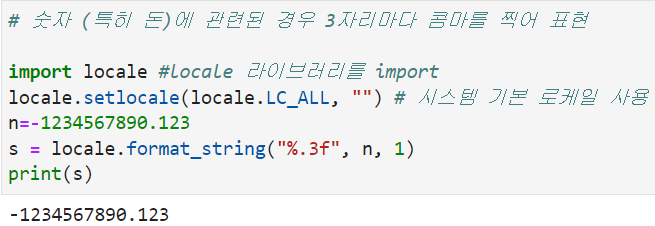 # 숫자 (특히 돈)에 관련된 경우 3자리마다 콤마를 찍어 표현
import locale #locale 라이브러리를 import
locale.setlocale(locale.LC_ALL, "") # 시스템 기본 로케일 사용
n=-1234567890.123
s = locale.format_string("%.3f", n, 1)
print(s)
-1234567890.123